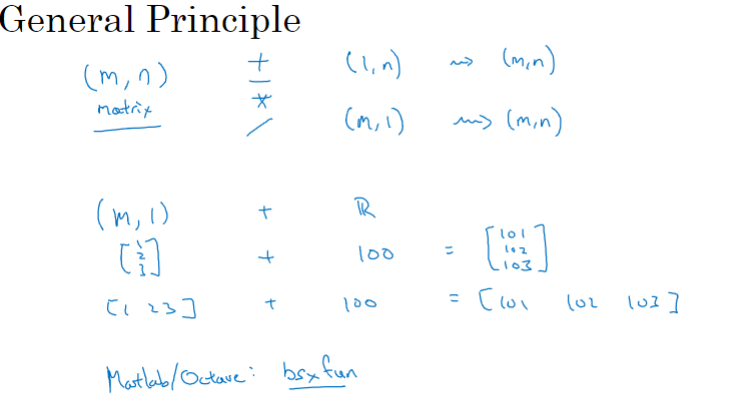 General Principle
(m, n) + (1, n) ⇝ (m, n)
matrix - 
*
/ (m, 1) ⇝ (m, n)
(m, 1) + ℝ
[1 2 3] + 100 = [101 102 103]
[1 2 3] + 100 = [101 102 103]
Matlab/Octave: bsxfun